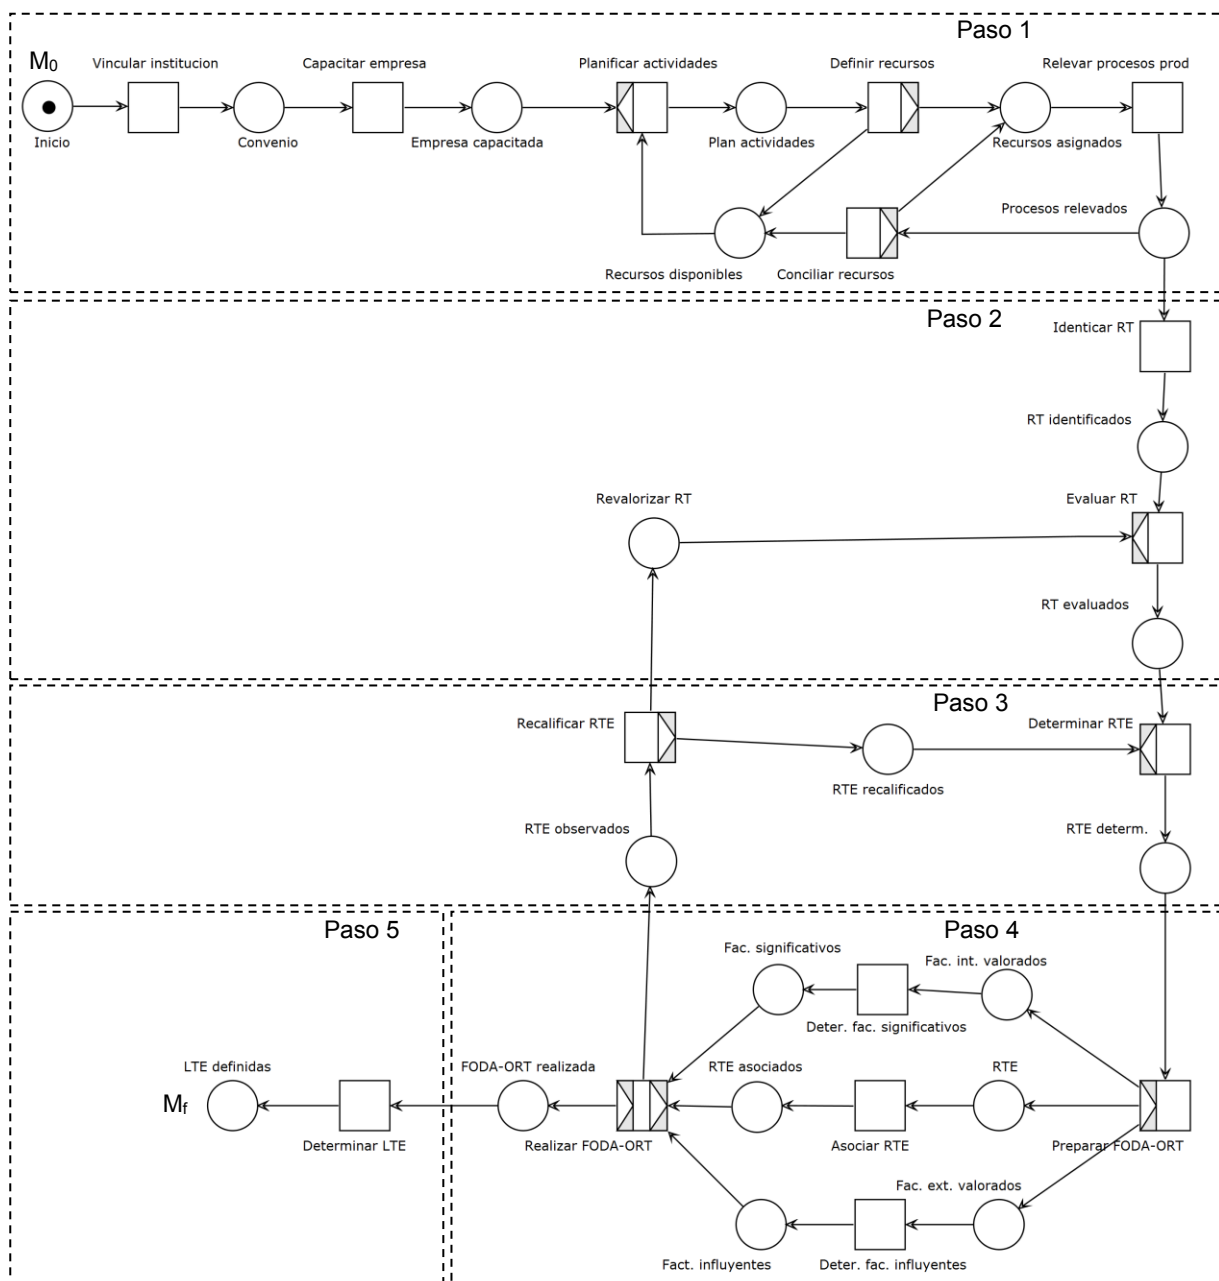 Paso 1
M0
Vincular institucion
Capacitar empresa
Planificar actividades
Definir recursos
Relevar procesos prod
Inicio
Convenio
Empresa capacitada
Plan actividades
Recursos asignados
Procesos relevados
Recursos disponibles
Conciliar recursos
Paso 2
Identicar RT
RT identificados
Revalorizar RT
Evaluar RT
RT evaluados
Paso 3
Recalificar RTE
Determinar RTE
RTE recalificados
RTE observados
RTE determ.
Paso 5
Paso 4
Fac. significativos
Fac. int. valorados
Deter. fac. significativos
LTE definidas
FODA-ORT realizada
RTE asociados
RTE
Mf
Determinar LTE
Realizar FODA-ORT
Asociar RTE
Preparar FODA-ORT
Fac. ext. valorados
Fact. influyentes
Deter. fac. influyentes